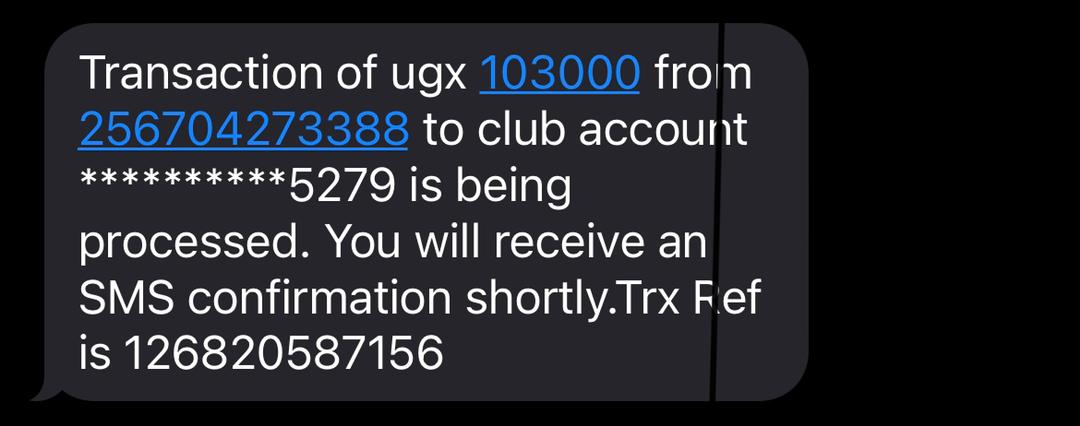 Transaction of ugx 103000 from
256704273388 to club account
**********5279 is being
processed. You will receive an
SMS confirmation shortly.Trx Ref
is 126820587156